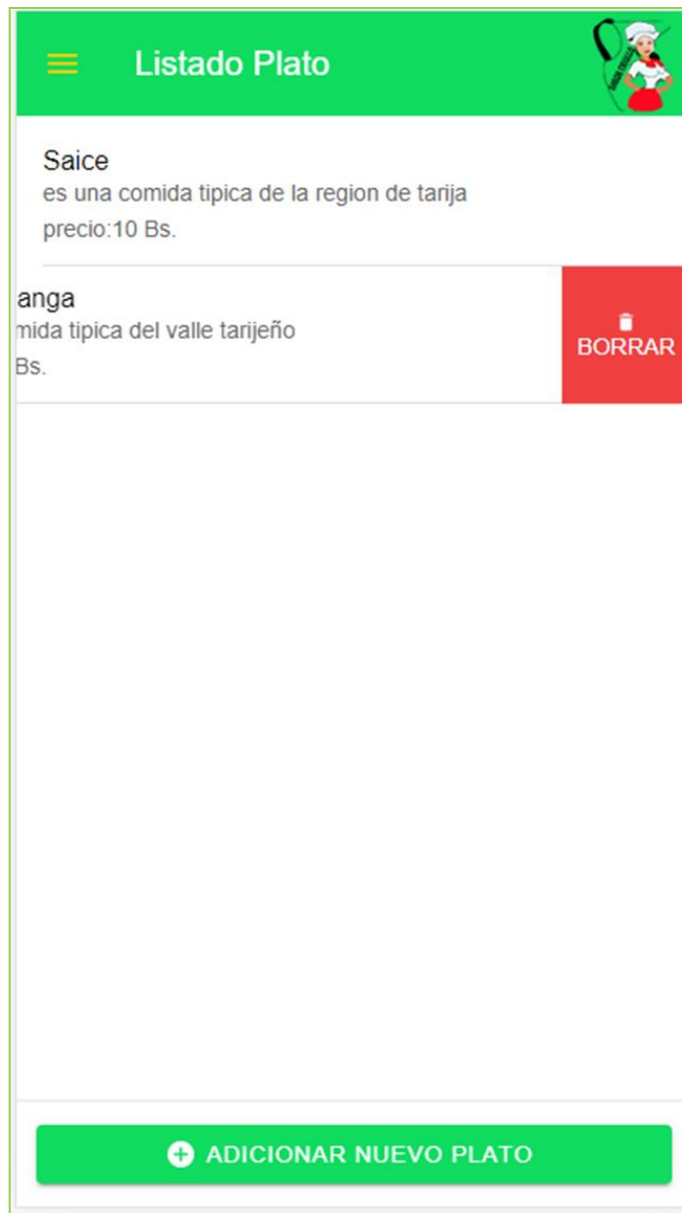 Listado Plato
Saice
es una comida tipica de la region de tarija
precio:10 Bs.
anga
mida tipica del valle tarijeño
Bs.
BORRAR
ADICIONAR NUEVO PLATO